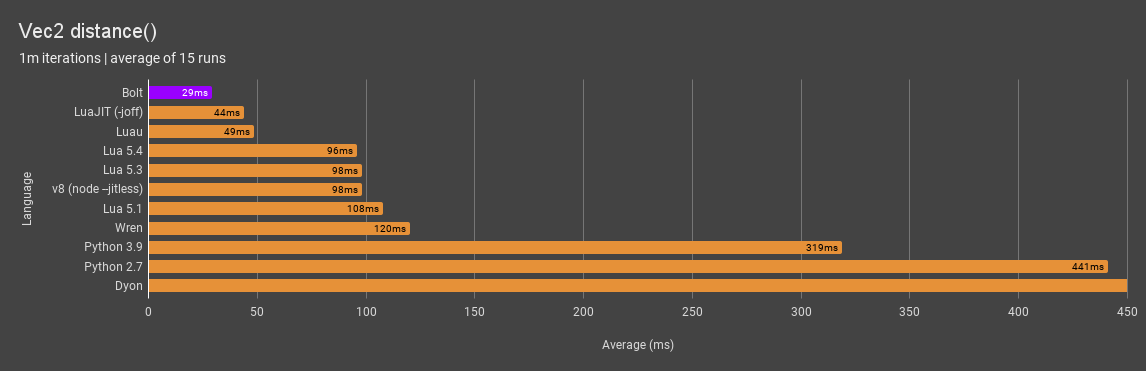 Vec2 distance()
1m iterations | average of 15 runs
Language
Bolt 29ms
LuaJIT (-joff) 44ms
Luau 49ms
Lua 5.4 96ms
Lua 5.3 98ms
v8 (node –jitless) 98ms
Lua 5.1 108ms
Wren 120ms
Python 3.9 319ms
Python 2.7 441ms
Dyon
0 50 100 150 200 250 300 350 400 450
Average (ms)